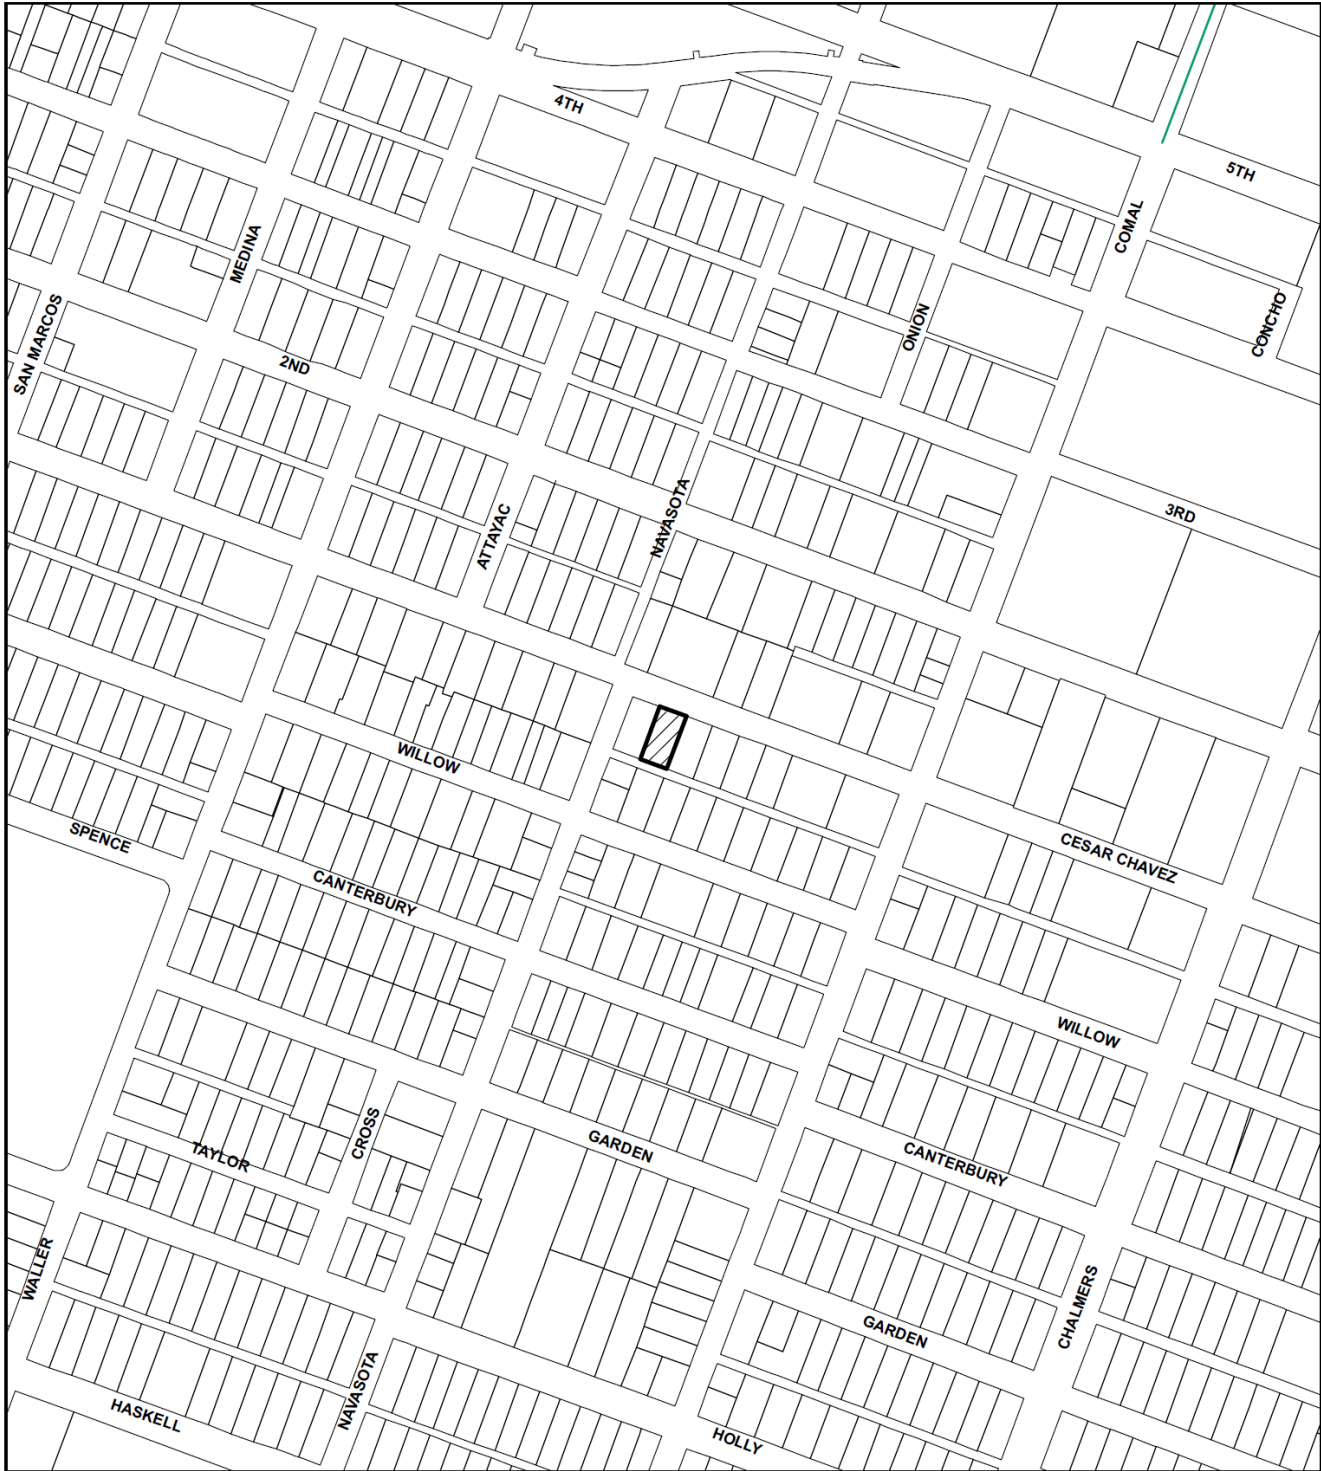 4TH
5TH
COMAL
MEDINA
SAN MARCOS
ONION
CONCHO
2ND
NAVASOTA
3RD
ATTAYAC
WILLOW
SPENCE
CESAR CHAVEZ
CANTERBURY
WILLOW
CROSS
GARDEN
TAYLOR
CANTERBURY
WALLER
CHALMERS
GARDEN
NAVASOTA
HASKELL
HOLLY